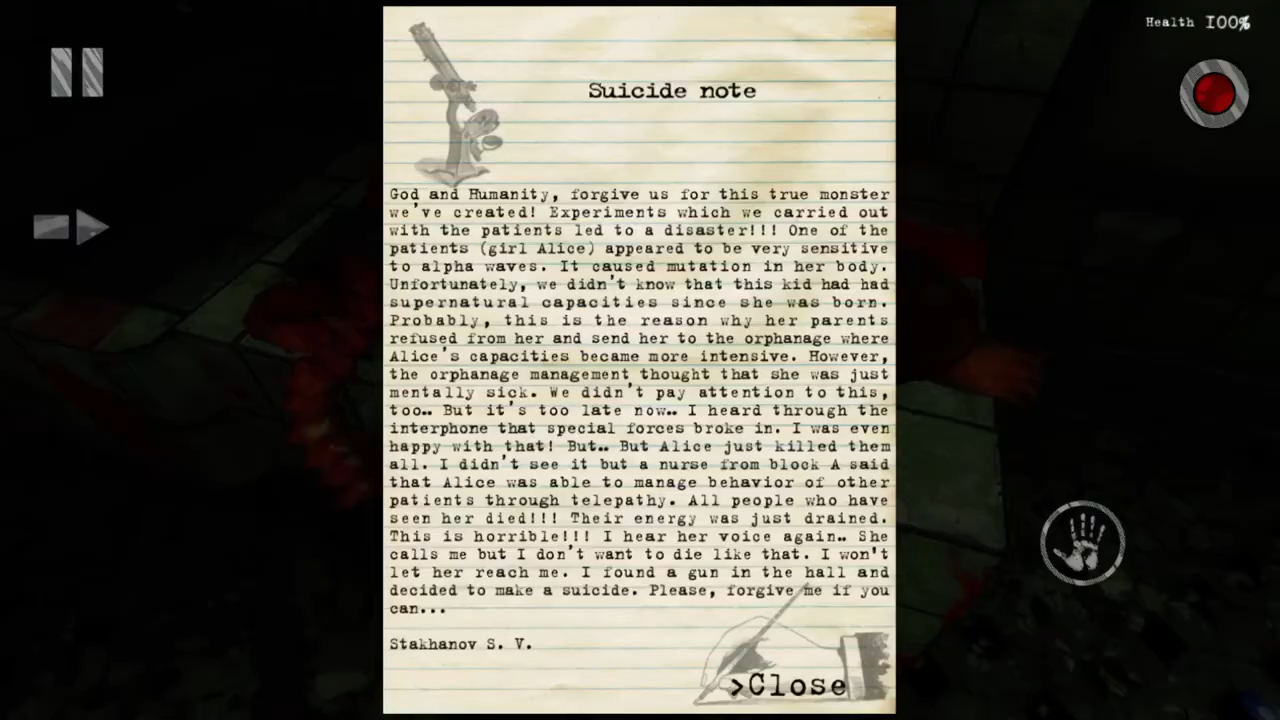 Health 100%
Suicide note
God and Humanity, forgive us for this true monster
we've created! Experiments which we carried out
with the patients led to a disaster!!! One of the
patients (girl Alice) appeared to be very sensitive
to alpha waves. It caused mutation in her body.
Unfortunately, we didn't know that this kid had had
supernatural capacities since she was born.
Probably, this is the reason why her parents
refused from her and send her to the orphanage where
Alice's capacities became more intensive. However,
the orphanage management thought that she was just
mentally sick. We didn't pay attention to this,
too.. But it's too late now.. I heard through the
interphone that special forces broke in. I was even
happy with that! But.. But Alice just killed them
all. I didn't see it but a nurse from block A said
that Alice was able to manage behavior of other
patients through telepathy. All people who have
seen her died!!! Their energy was just drained.
This is horrible!!! I hear her voice again.. She
calls me but I don't want to die like that. I won't
let her reach me. I found a gun in the hall and
decided to make a suicide. Please, forgive me if you
can...
Stakhanov S. V.
>Close